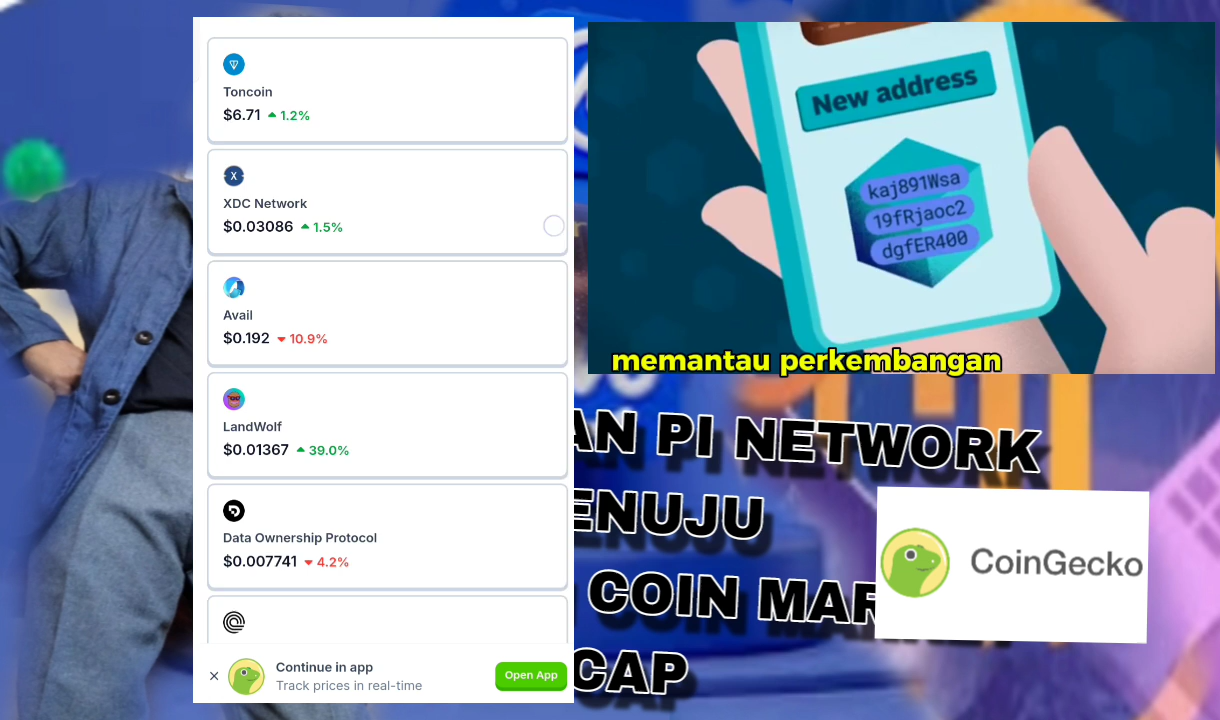 Toncoin
$6.71 1.2%
XDC Network
$0.03086 1.5%
Avail
$0.192 10.9%
LandWolf
$0.01367 39.0%
Data Ownership Protocol
$0.007741 4.2%
Continue in app
Track prices in real-time
Open App
New address
kaj891Wsa
19fRjaoc2
dgfER400
memantau perkembangan
AN PI NETWORK
ENUJU
COIN MAR
CAP
CoinGecko